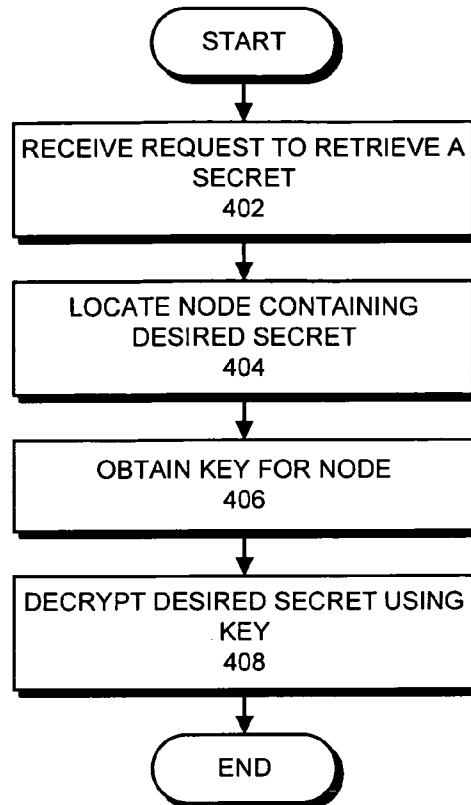 START
RECEIVE REQUEST TO RETRIEVE A
SECRET
402
LOCATE NODE CONTAINING
DESIRED SECRET
404
OBTAIN KEY FOR NODE
406
DECRYPT DESIRED SECRET USING
KEY
408
END